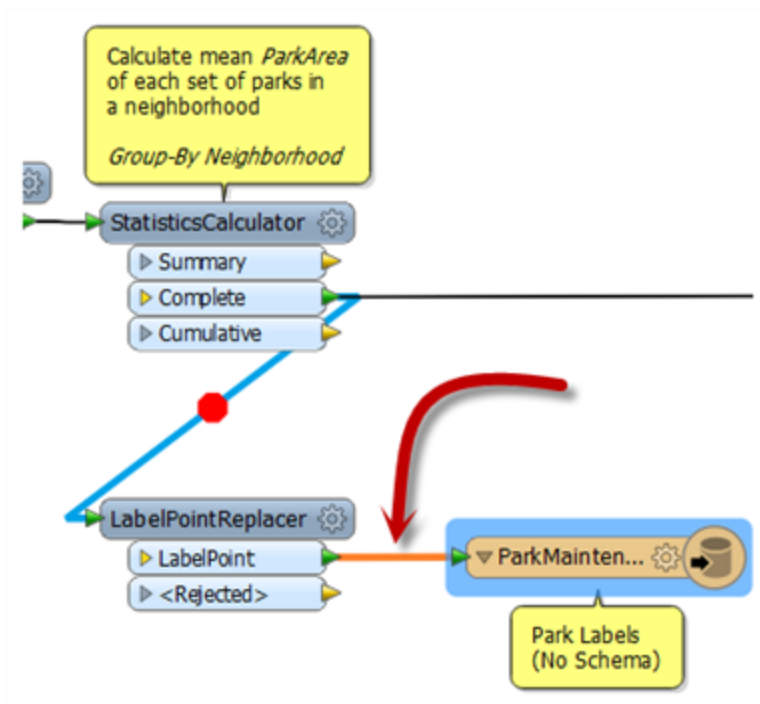 Calculate mean ParkArea
of each set of parks in
a neighborhood
Group-By Neighborhood
StatisticsCalculator
Summary
Complete
Cumulative
LabelPointReplacer
LabelPoint
<Rejected>
ParkMainten...
Park Labels
(No Schema)